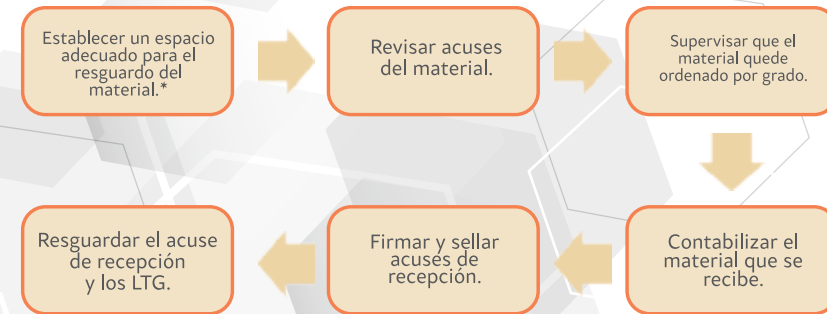 Establecer un espacio
adecuado para el
resguardo del
material.*
Revisar acuses
del material.
Supervisar que el
material quede
ordenado por grado.
Contabilizar el
material que se
recibe.
Firmar y sellar
acuses de
recepción.
Resguardar el acuse
de recepción
y los LTG.